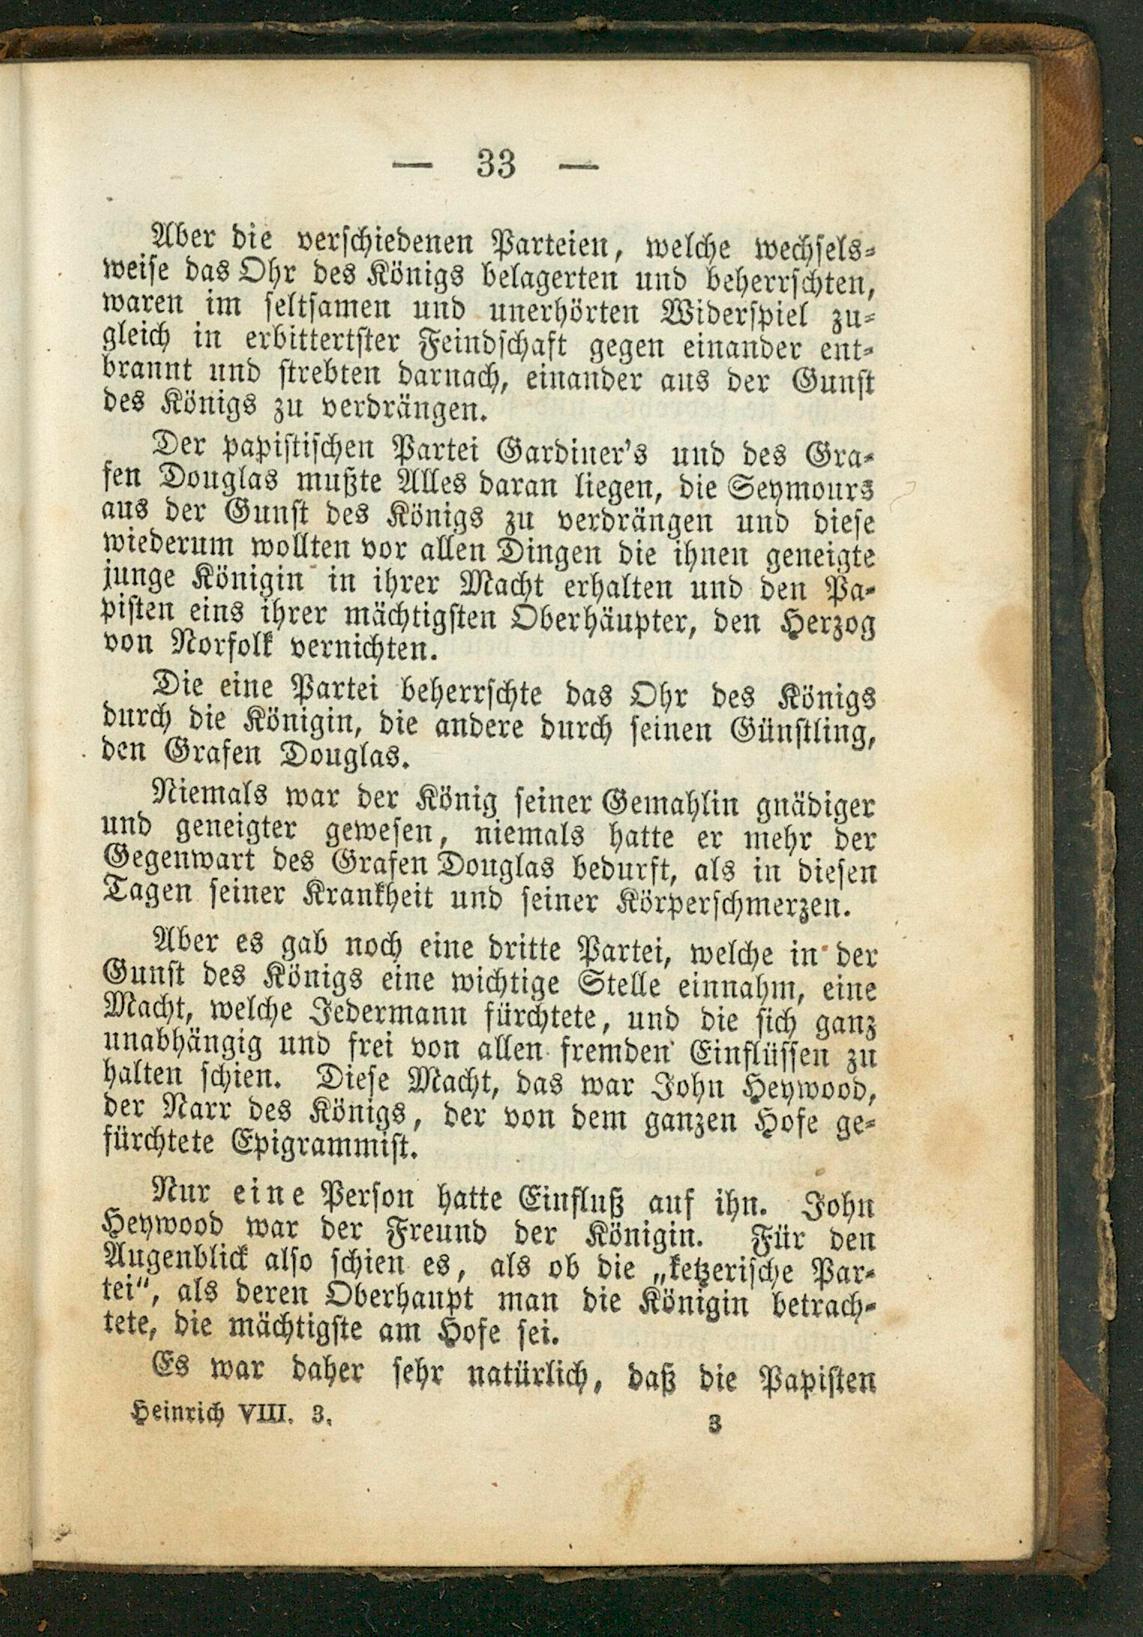 — 33 —
Aber die verschiedenen Parteien, welche wechsels-
weise das Ohr des Königs belagerten und beherrschten,
waren im seltsamen und unerhörten Widerspiel zu-
gleich in erbittertster Feindschaft gegen einander ent-
brannt und strebten darnach, einander aus der Gunst
des Königs zu verdrängen.
Der papistischen Partei Gardiner's und des Gra-
fen Douglas mußte Alles daran liegen, die Seymours
aus der Gunst des Königs zu verdrängen und diese
wiederum wollten vor allen Dingen die ihnen geneigte
junge Königin in ihrer Macht erhalten und den Pa-
pisten eins ihrer mächtigsten Oberhäupter, den Herzog
von Norfolk vernichten.
Die eine Partei beherrschte das Ohr des Königs
durch die Königin, die andere durch seinen Günstling,
den Grafen Douglas.
Niemals war der König seiner Gemahlin gnädiger
und geneigter gewesen, niemals hatte er mehr der
Gegenwart des Grafen Douglas bedurft, als in diesen
Tagen seiner Krankheit und seiner Körperschmerzen.
Aber es gab noch eine dritte Partei, welche in der
Gunst des Königs eine wichtige Stelle einnahm, eine
Macht, welche Jedermann fürchtete, und die sich ganz
unabhängig und frei von allen fremden Einflüssen zu
halten schien. Diese Macht, das war John Heywood,
der Narr des Königs, der von dem ganzen Hofe ge-
fürchtete Epigrammist.
Nur eine Person hatte Einfluß auf ihn. John
Heywood war der Freund der Königin. Für den
Augenblick also schien es, als ob die „ketzerische Par-
tei“, als deren Oberhaupt man die Königin betrach-
tete, die mächtigste am Hofe sei.
Es war daher sehr natürlich, daß die Papisten
Heinrich VIII. 3.
3